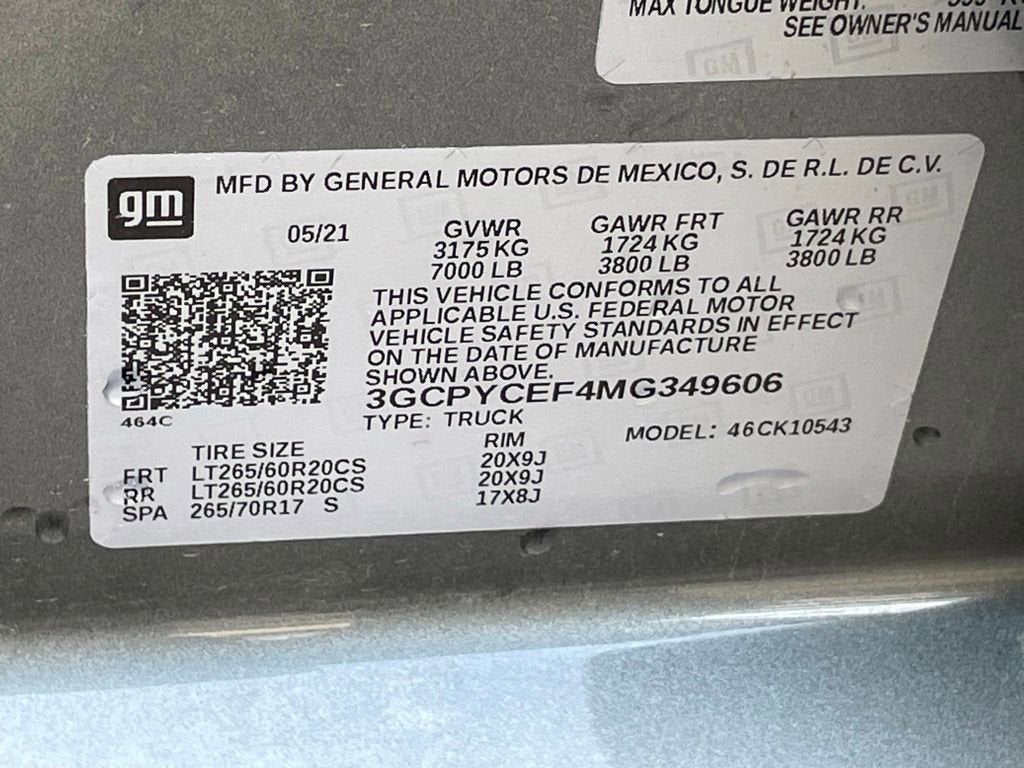 MAX TONGUE WEIGHT:
SEE OWNER'S MANUAL
gm
MFD BY GENERAL MOTORS DE MEXICO, S. DE R.L. DE C.V.
05/21 GVWR GAWR FRT GAWR RR
3175 KG 1724 KG 1724 KG
7000 LB 3800 LB 3800 LB
THIS VEHICLE CONFORMS TO ALL
APPLICABLE U.S. FEDERAL MOTOR
VEHICLE SAFETY STANDARDS IN EFFECT
ON THE DATE OF MANUFACTURE
SHOWN ABOVE.
3GCPYCEF4MG349606
464C
TYPE: TRUCK MODEL: 46CK10543
TIRE SIZE RIM
FRT LT265/60R20CS 20X9J
RR LT265/60R20CS 20X9J
SPA 265/70R17 S 17X8J